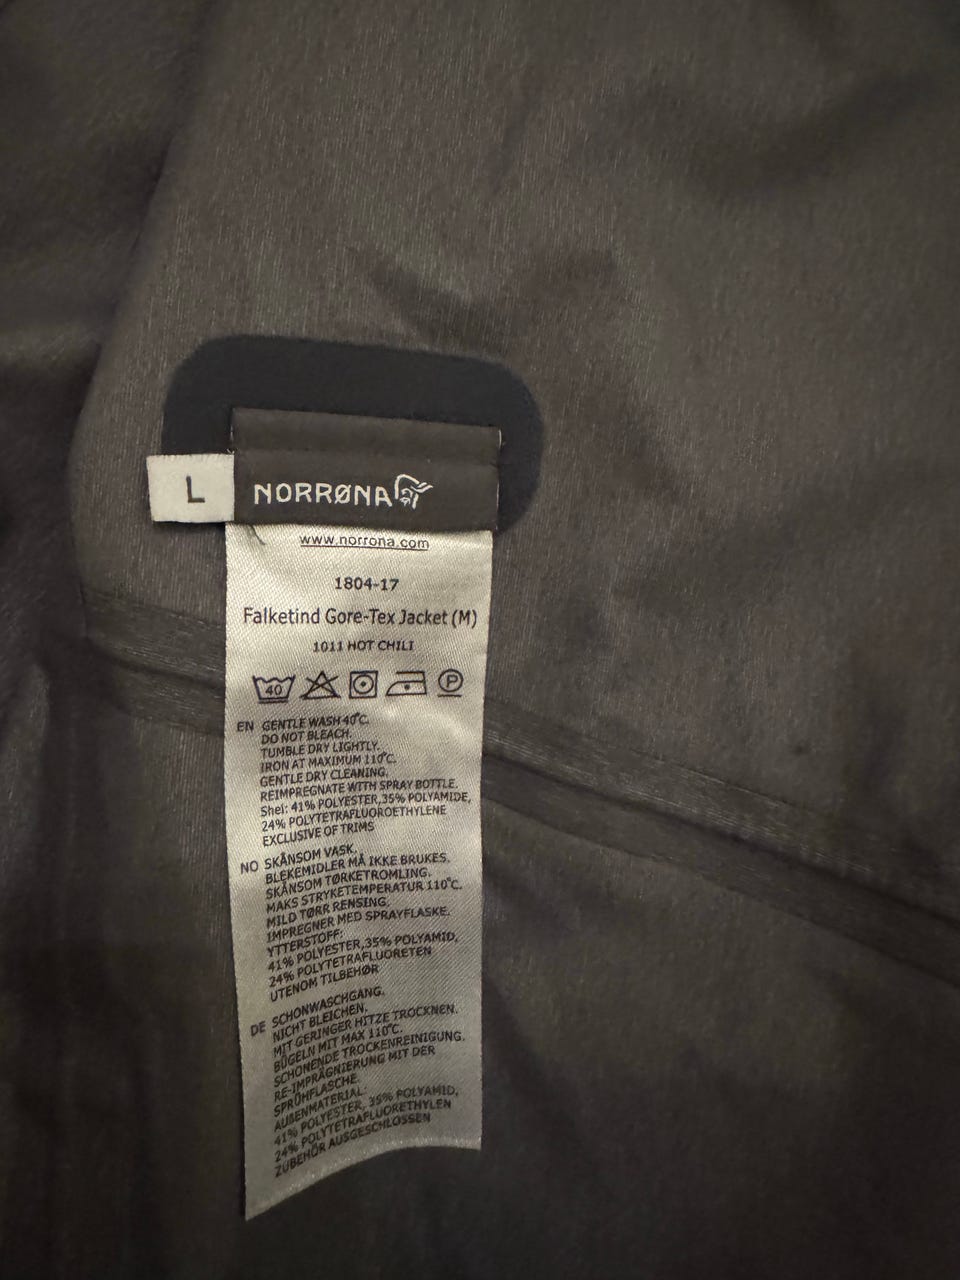 L
NORRØNA
www.norrona.com
1804-17
Falketind Gore-Tex Jacket (M)
1011 HOT CHILI
40
P
EN GENTLE WASH 40°C.
DO NOT BLEACH.
TUMBLE DRY LIGHTLY.
IRON AT MAXIMUM 110°C.
GENTLE DRY CLEANING.
REIMPREGNATE WITH SPRAY BOTTLE.
Shel: 41% POLYESTER,35% POLYAMIDE,
24% POLYTETRAFLUOROETHYLENE
EXCLUSIVE OF TRIMS
NO SKÅNSOM VASK.
BLEKEMIDLER MÅ IKKE BRUKES.
SKÅNSOM TØRKETROMLING.
MAKS STRYKETEMPERATUR 110°C.
MILD TØRR RENSING.
IMPREGNER MED SPRAYFLASKE.
YTTERSTOFF:
41% POLYESTER,35% POLYAMID,
24% POLYTETRAFLUORETEN
UTENOM TILBEHØR
DE SCHONWASCHGANG.
NICHT BLEICHEN.
MIT GERINGER HITZE TROCKNEN.
BÜGELN MIT MAX 110°C.
SCHONENDE TROCKENREINIGUNG.
RE-IMPRÄGNIERUNG MIT DER
SPRÜHFLASCHE.
AUßENMATERIAL:
41% POLYESTER, 35% POLYAMID,
24% POLYTETRAFLUORETHYLEN
ZUBEHÖR AUSGESCHLOSSEN